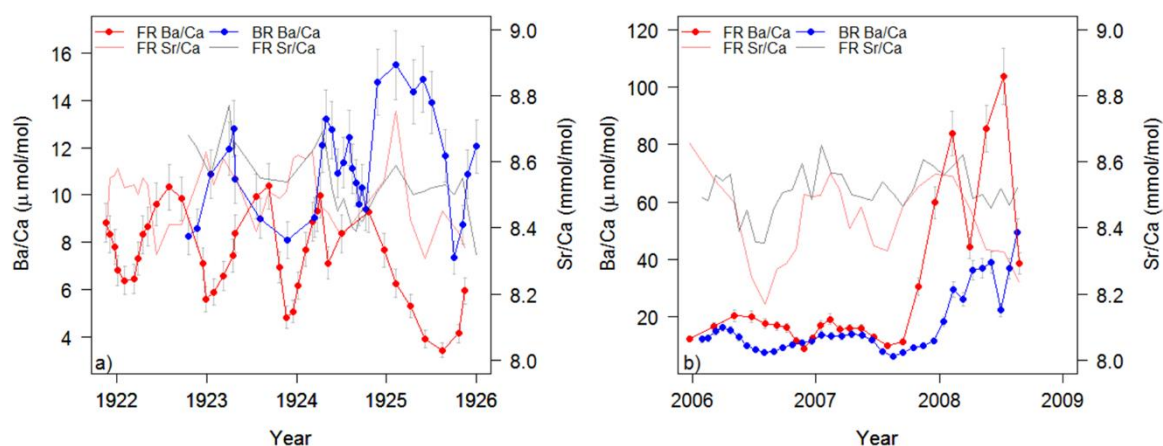 FR Ba/Ca BR Ba/Ca
FR Sr/Ca FR Sr/Ca
16
14
12
10
8
6
4
Ba/Ca (μ mol/mol)
9.0
8.8
8.6
8.4
8.2
8.0
Sr/Ca (mmol/mol)
a)
1922 1923 1924 1925 1926
Year
FR Ba/Ca BR Ba/Ca
FR Sr/Ca FR Sr/Ca
120
100
80
60
40
20
Ba/Ca (μ mol/mol)
9.0
8.8
8.6
8.4
8.2
8.0
Sr/Ca (mmol/mol)
b)
2006 2007 2008 2009
Year